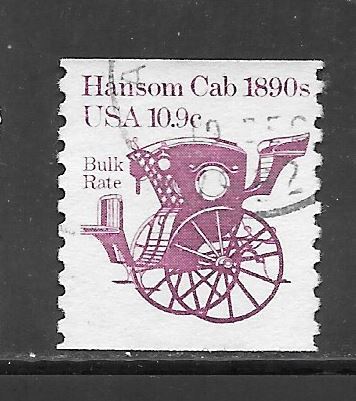 Hansom Cab 1890s
USA 10.9c
Bulk
Rate